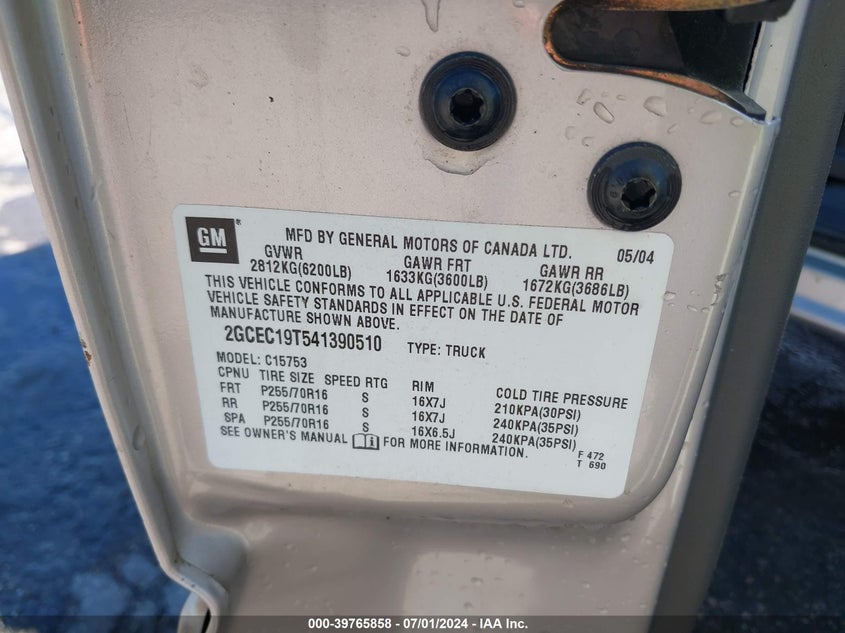 GM®
MFD BY GENERAL MOTORS OF CANADA LTD. 05/04
GVWR GAWR FRT GAWR RR
2812KG(6200LB) 1633KG(3600LB) 1672KG(3686LB)
THIS VEHICLE CONFORMS TO ALL APPLICABLE U.S. FEDERAL MOTOR
VEHICLE SAFETY STANDARDS IN EFFECT ON THE DATE OF
MANUFACTURE SHOWN ABOVE.
2GCEC19T541390510 TYPE: TRUCK
MODEL: C15753
CPNU TIRE SIZE SPEED RTG RIM COLD TIRE PRESSURE
FRT P255/70R16 S 16X7J 210KPA(30PSI)
RR P255/70R16 S 16X7J 240KPA(35PSI)
SPA P255/70R16 S 16X6.5J 240KPA(35PSI)
SEE OWNER'S MANUAL i FOR MORE INFORMATION.
F 472
T 690
000-39765858 / 07/01/2024 - IAA Inc.